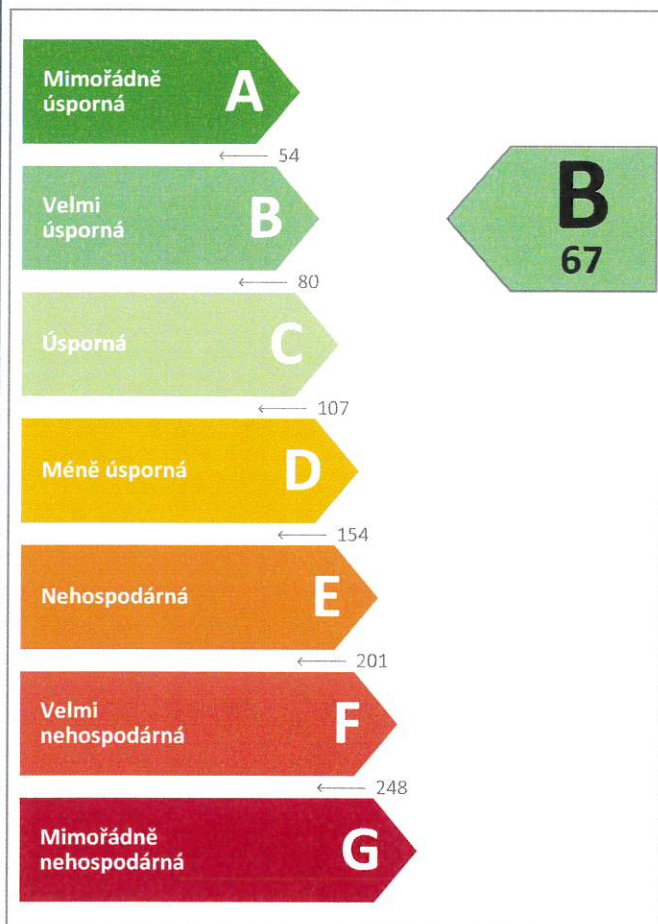 Mimořádně
úsporná
A
← 54
B
67
Velmi
úsporná
B
← 80
Úsporná
C
← 107
Méně úsporná
D
← 154
Nehospodárná
E
← 201
Velmi
nehospodárná
F
← 248
Mimořádně
nehospodárná
G